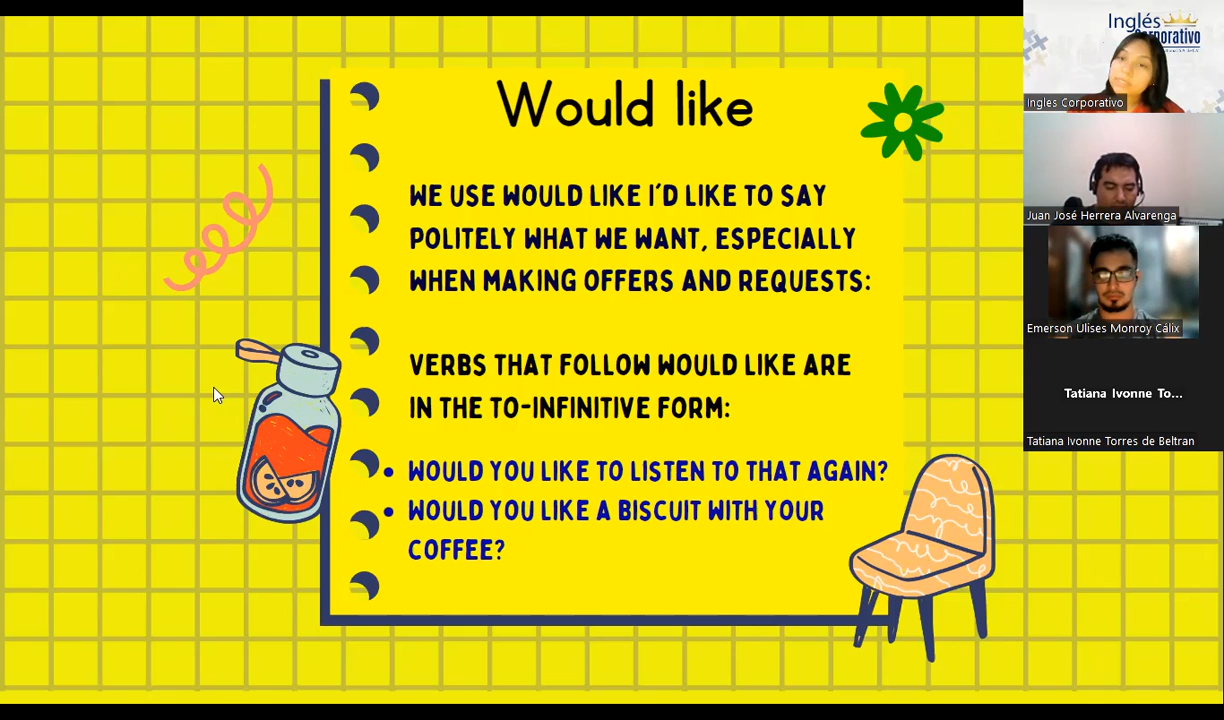 Would like
WE USE WOULD LIKE I'D LIKE TO SAY
POLITELY WHAT WE WANT, ESPECIALLY
WHEN MAKING OFFERS AND REQUESTS:
VERBS THAT FOLLOW WOULD LIKE ARE
IN THE TO-INFINITIVE FORM:
• WOULD YOU LIKE TO LISTEN TO THAT AGAIN?
• WOULD YOU LIKE A BISCUIT WITH YOUR
COFFEE?
Inglés
Corporativo
Ingles Corporativo
Juan José Herrera Alvarenga
Emerson Ulises Monroy Cálix
Tatiana Ivonne To...
Tatiana Ivonne Torres de Beltran